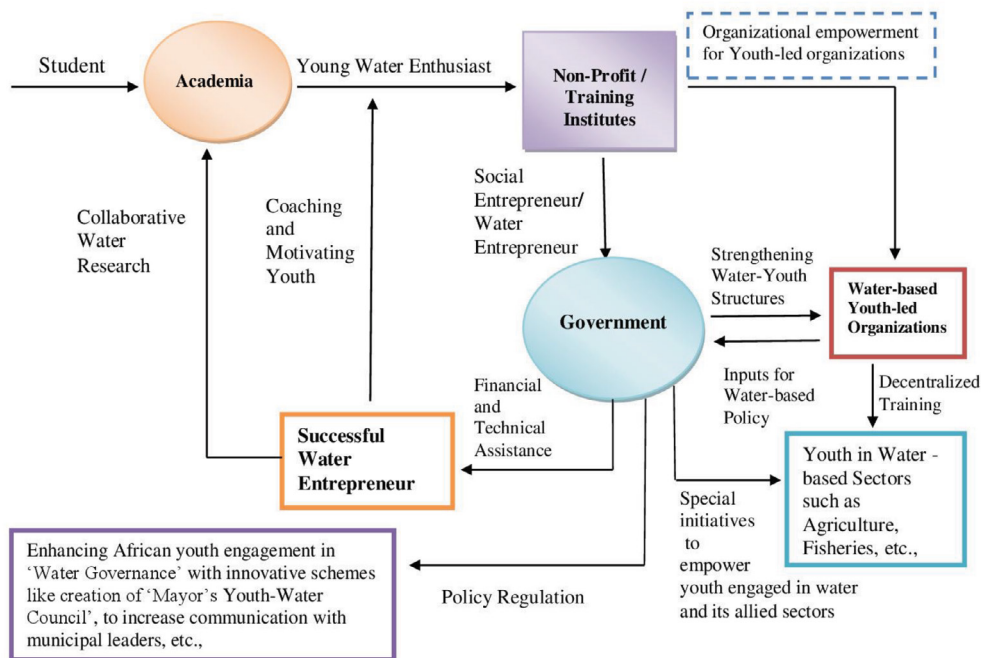 Student
Academia
Young Water Enthusiast
Non-Profit /
Training
Institutes
Organizational empowerment
for Youth-led organizations
Collaborative
Water
Research
Coaching
and
Motivating
Youth
Social
Entrepreneur/
Water
Entrepreneur
Government
Strengthening
Water-Youth
Structures
Water-based
Youth-led
Organizations
Inputs for
Water-based
Policy
Decentralized
Training
Financial
and
Technical
Assistance
Successful
Water
Entrepreneur
Youth in Water -
based Sectors
such as
Agriculture,
Fisheries, etc.,
Special
initiatives
to
empower
youth engaged in water
and its allied sectors
Policy Regulation
Enhancing African youth engagement in
‘Water Governance’ with innovative schemes
like creation of ‘Mayor’s Youth-Water
Council’, to increase communication with
municipal leaders, etc.,